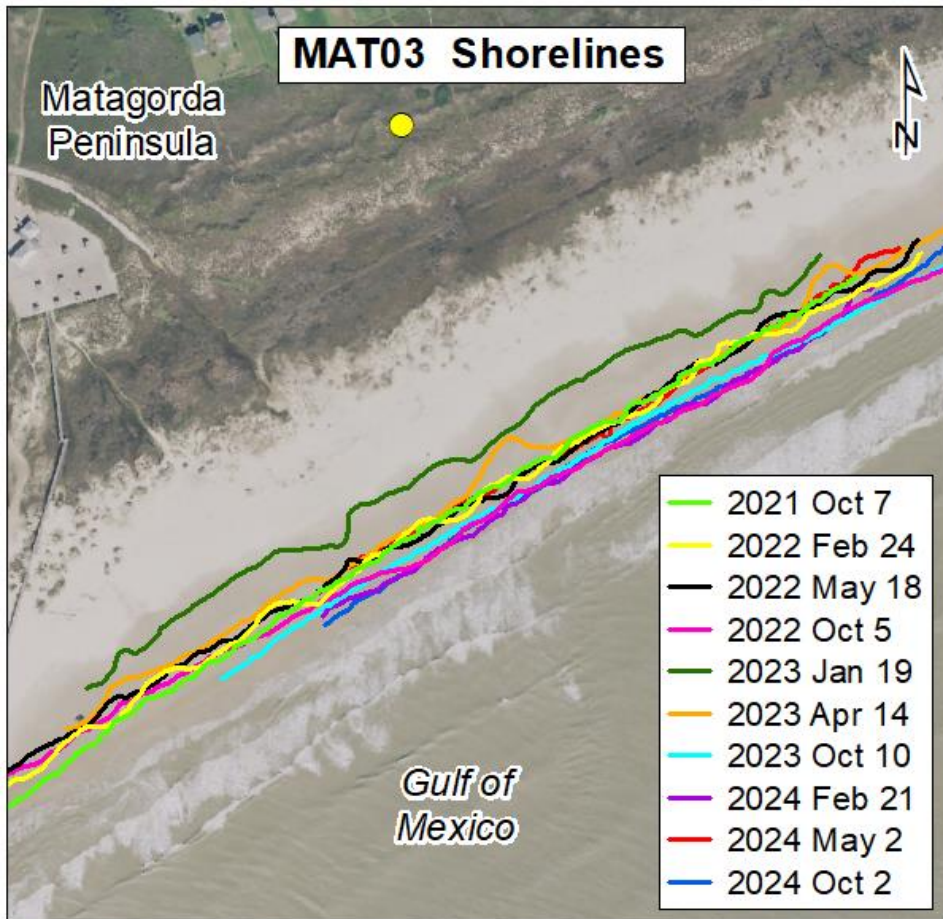 MAT03 Shorelines
Matagorda
Peninsula
N
2021 Oct 7
2022 Feb 24
2022 May 18
2022 Oct 5
2023 Jan 19
2023 Apr 14
2023 Oct 10
2024 Feb 21
2024 May 2
2024 Oct 2
Gulf of
Mexico